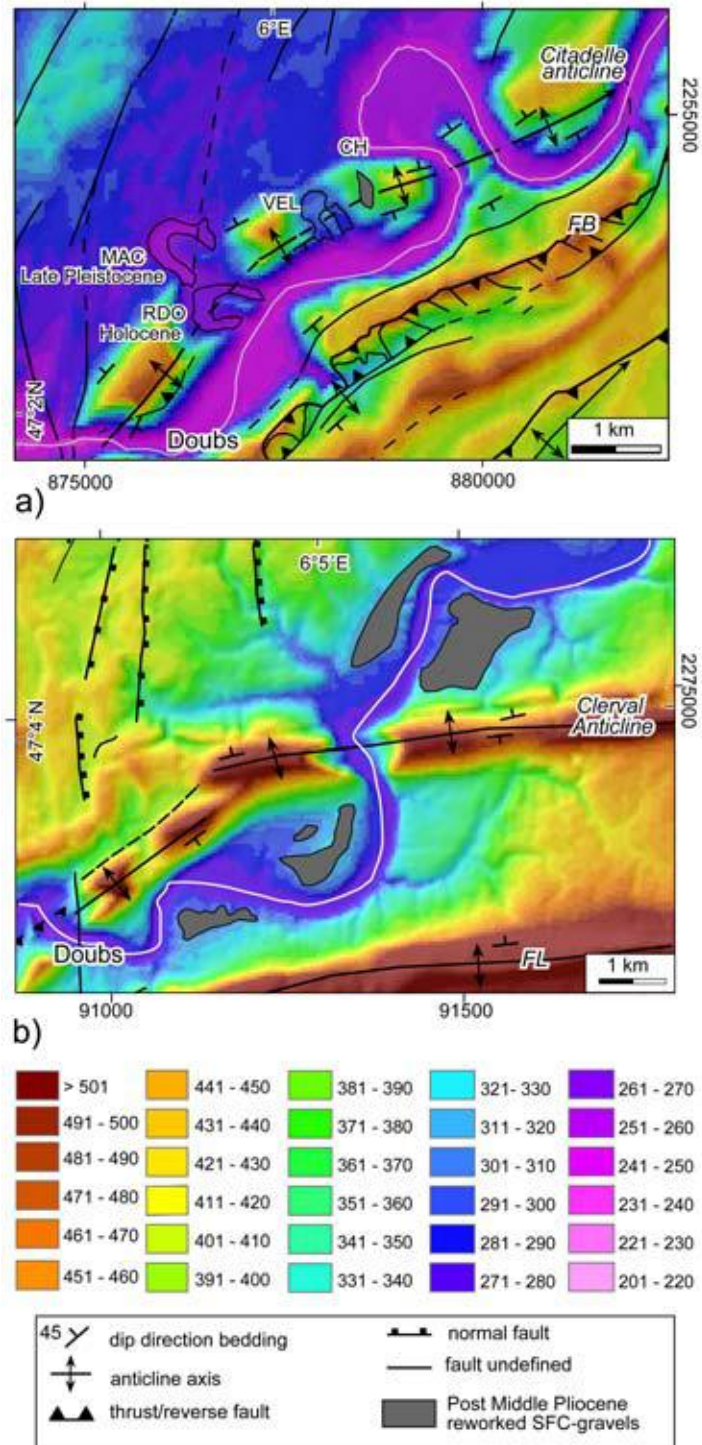 6°E
Citadelle
anticline
2255000
CH
VEL
FB
MAC
Late Pleistocene
RDO
Holocene
47°2´N
Doubs
1 km
875000
880000
a)
6°5´E
2275000
47°4´N
Clerval
Anticline
Doubs
FL
1 km
91000
91500
b)
> 501
441 - 450
381 - 390
321- 330
261 - 270
491 - 500
431 - 440
371 - 380
311 - 320
251 - 260
481 - 490
421 - 430
361 - 370
301 - 310
241 - 250
471 - 480
411 - 420
351 - 360
291 - 300
231 - 240
461 - 470
401 - 410
341 - 350
281 - 290
221 - 230
451 - 460
391 - 400
331 - 340
271 - 280
201 - 220
45
dip direction bedding
normal fault
anticline axis
fault undefined
thrust/reverse fault
Post Middle Pliocene
reworked SFC-gravels